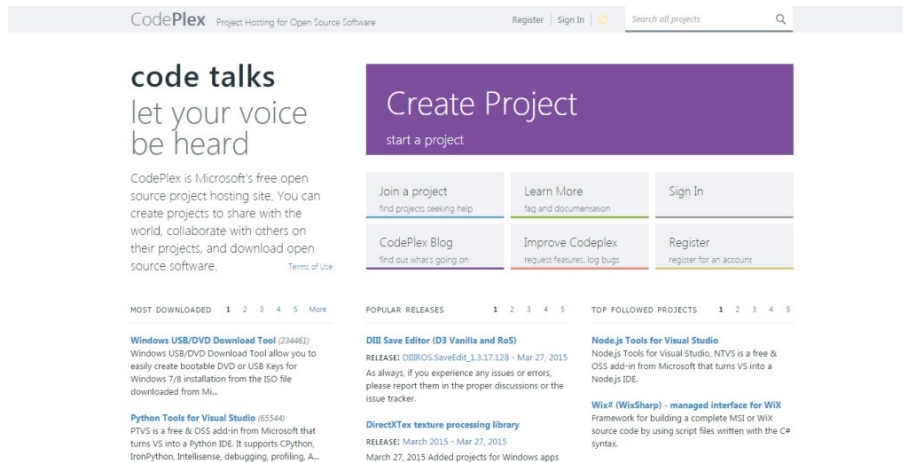 CodePlex Project Hosting for Open Source Software
Register Sign In
Search all projects
code talks
let your voice
be heard
CodePlex is Microsoft's free open
source project hosting site. You can
create projects to share with the
world, collaborate with others on
their projects, and download open
source software.
Terms of Use
Create Project
start a project
Join a project
find projects seeking help
Learn More
faq and documentation
Sign In
CodePlex Blog
find out what's going on
Improve Codeplex
request features, log bugs
Register
register for an account
MOST DOWNLOADED 1 2 3 4 5 More
Windows USB/DVD Download Tool (234461)
Windows USB/DVD Download Tool allow you to
easily create bootable DVD or USB Keys for
Windows 7/8 installation from the ISO file
downloaded from Mi...
Python Tools for Visual Studio (65544)
PTVS is a free & OSS add-in from Microsoft that
turns VS into a Python IDE. It supports CPython,
IronPython, Intellisense, debugging, profiling, A...
POPULAR RELEASES 1 2 3 4 5
DIII Save Editor (D3 Vanilla and RoS)
RELEASE: DIIIROS.SaveEdit_1.3.17.128 - Mar 27, 2015
As always, if you experience any issues or errors,
please report them in the proper discussions or the
issue tracker.
DirectXTex texture processing library
RELEASE: March 2015 - Mar 27, 2015
March 27, 2015 Added projects for Windows apps
TOP FOLLOWED PROJECTS 1 2 3 4 5
Node.js Tools for Visual Studio
Node.js Tools for Visual Studio, NTVS is a free &
OSS add-in from Microsoft that turns VS into a
Node.js IDE.
Wix# (WixSharp) - managed interface for WiX
Framework for building a complete MSI or WiX
source code by using script files written with the C#
syntax.